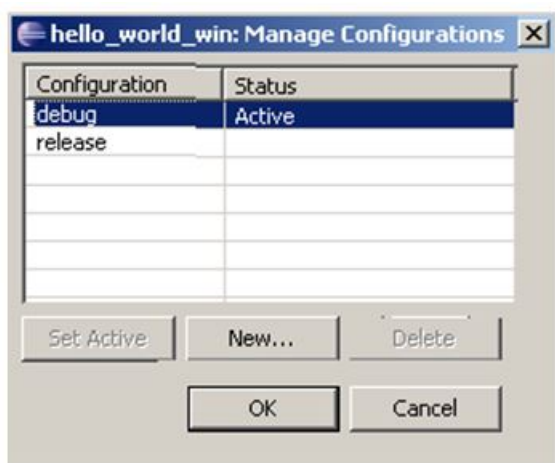 hello_world_win: Manage Configurations
Configuration Status
debug Active
release
Set Active New... Delete
OK Cancel